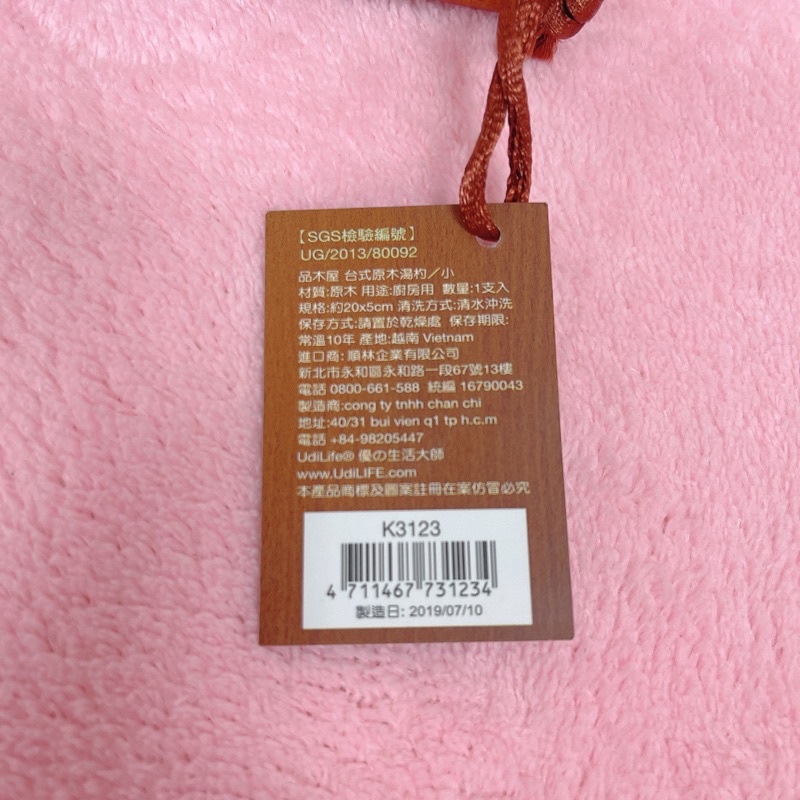 【SGS檢驗編號】
UG/2013/80092
品木屋 台式原木湯杓／小
材質:原木 用途:廚房用 數量:1支入
規格:約20x5cm 清洗方式:清水沖洗
保存方式:請置於乾燥處 保存期限:
常溫10年 產地:越南 Vietnam
進口商: 順林企業有限公司
新北市永和區永和路一段67號13樓
電話 0800-661-588 統編 16790043
製造商:cong ty tnhh chan chi
地址:40/31 bui vien q1 tp h.c.m
電話 +84-98205447
UdiLife® 優の生活大師
www.UdiLIFE.com
本產品商標及圖案註冊在案仿冒必究
K3123
4 711467 731234
製造日: 2019/07/10